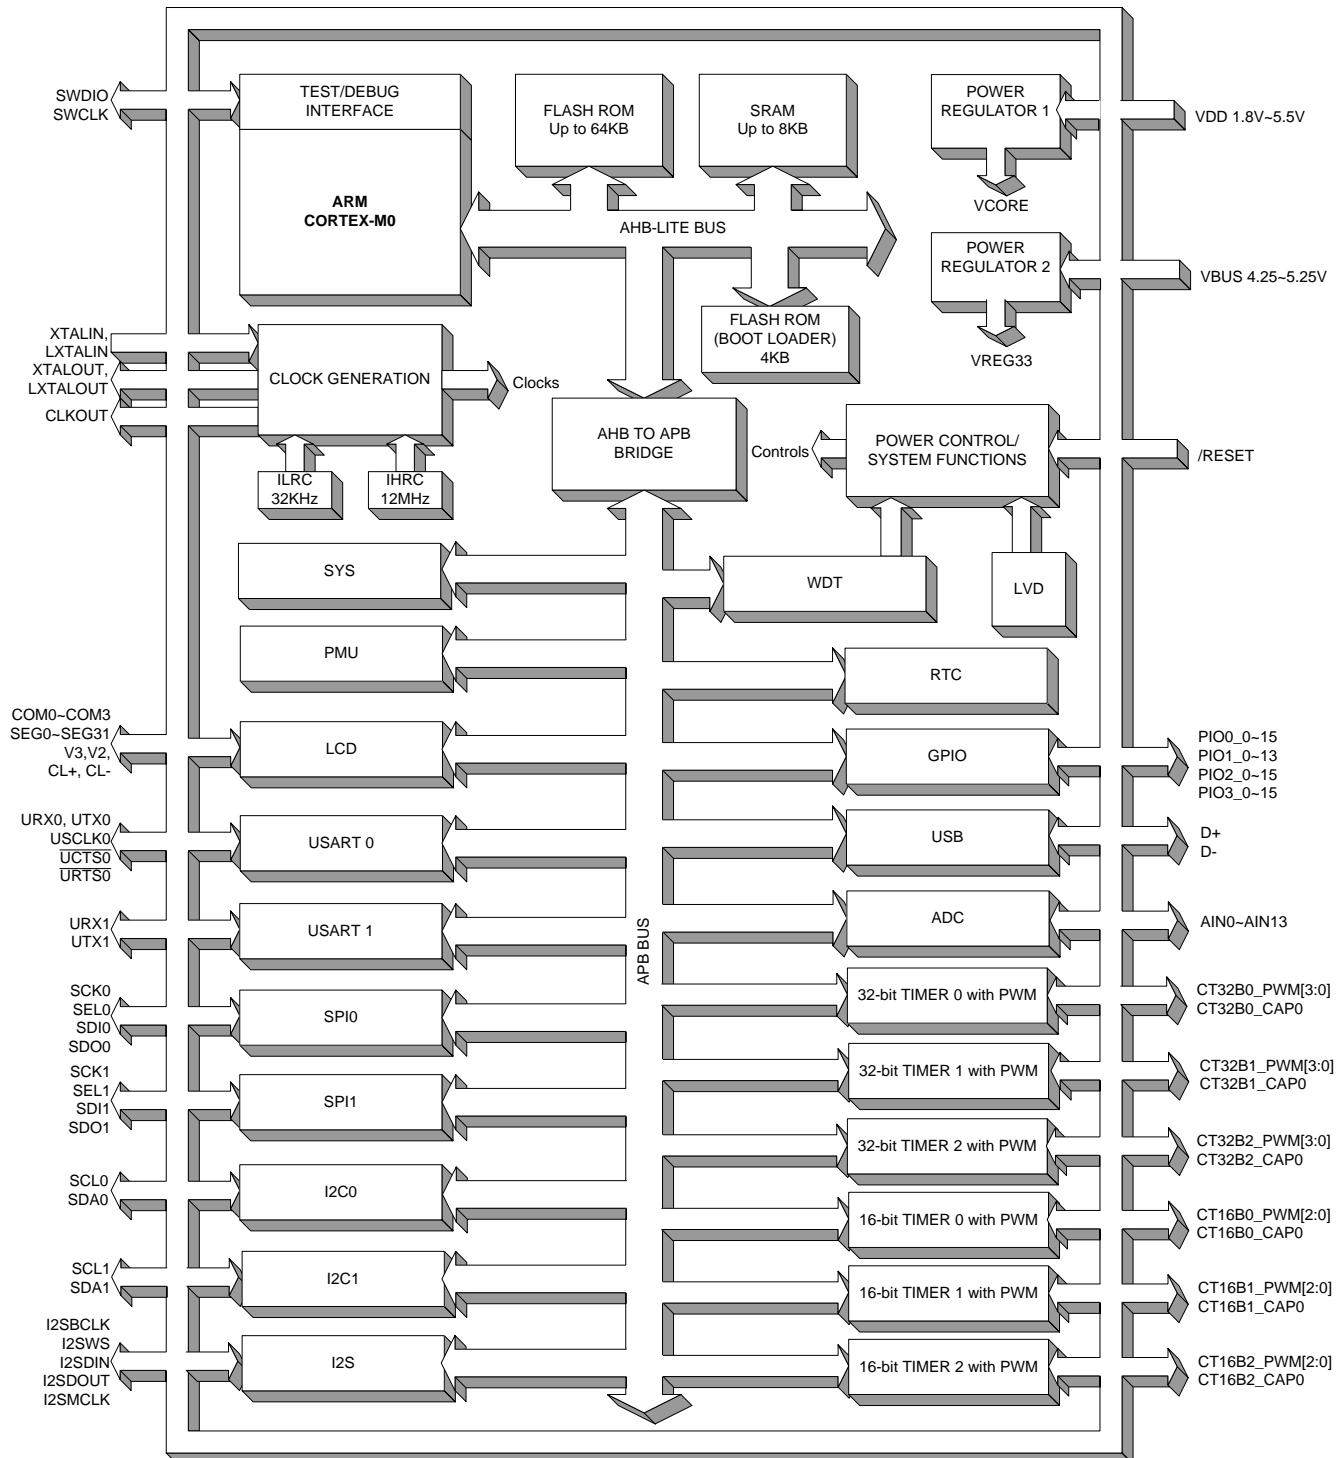 SWDIO
SWCLK
TEST/DEBUG
INTERFACE
ARM
CORTEX-M0
FLASH ROM
Up to 64KB
SRAM
Up to 8KB
POWER
REGULATOR 1
VDD 1.8V~5.5V
VCORE
AHB-LITE BUS
POWER
REGULATOR 2
VBUS 4.25~5.25V
VREG33
FLASH ROM
(BOOT LOADER)
4KB
XTALIN,
LXTALIN
XTALOUT,
LXTALOUT
CLKOUT
CLOCK GENERATION
Clocks
ILRC
32KHz
IHRC
12MHz
AHB TO APB
BRIDGE
Controls
POWER CONTROL/
SYSTEM FUNCTIONS
/RESET
SYS
WDT
LVD
PMU
RTC
COM0~COM3
SEG0~SEG31
V3,V2,
CL+, CL-
LCD
GPIO
PIO0_0~15
PIO1_0~13
PIO2_0~15
PIO3_0~15
URX0, UTX0
USCLK0
UCTS0
URTS0
USART 0
USB
D+
D-
URX1
UTX1
USART 1
APB BUS
ADC
AIN0~AIN13
SCK0
SEL0
SDI0
SDO0
SPI0
32-bit TIMER 0 with PWM
CT32B0_PWM[3:0]
CT32B0_CAP0
SCK1
SEL1
SDI1
SDO1
SPI1
32-bit TIMER 1 with PWM
CT32B1_PWM[3:0]
CT32B1_CAP0
32-bit TIMER 2 with PWM
CT32B2_PWM[3:0]
CT32B2_CAP0
SCL0
SDA0
I2C0
16-bit TIMER 0 with PWM
CT16B0_PWM[2:0]
CT16B0_CAP0
SCL1
SDA1
I2C1
16-bit TIMER 1 with PWM
CT16B1_PWM[2:0]
CT16B1_CAP0
I2SBCLK
I2SWS
I2SDIN
I2SDOUT
I2SMCLK
I2S
16-bit TIMER 2 with PWM
CT16B2_PWM[2:0]
CT16B2_CAP0